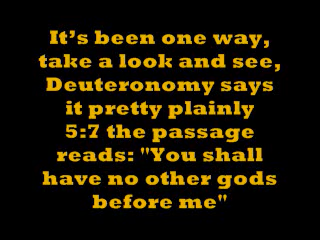 It’s been one way,
take a look and see,
Deuteronomy says
it pretty plainly
5:7 the passage
reads: "You shall
have no other gods
before me"